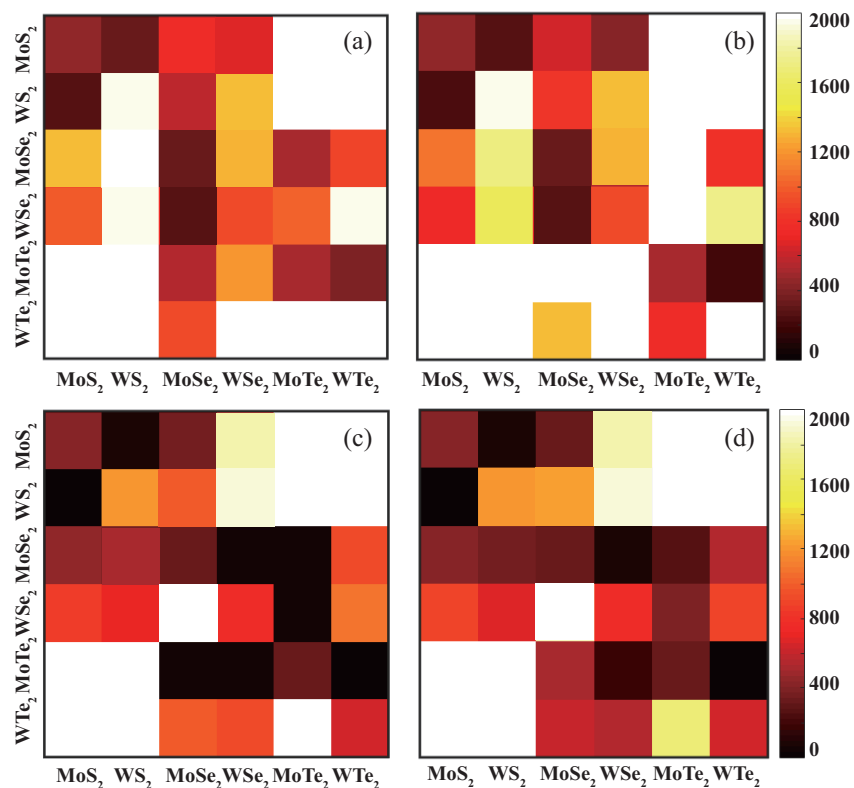 (a)
(b)
MoS₂
WS₂
MoSe₂
WSe₂
MoTe₂
WTe₂
MoS₂ WS₂ MoSe₂ WSe₂ MoTe₂ WTe₂
MoS₂ WS₂ MoSe₂ WSe₂ MoTe₂ WTe₂
2000
1600
1200
800
400
0
(c)
(d)
MoS₂
WS₂
MoSe₂
WSe₂
MoTe₂
WTe₂
MoS₂ WS₂ MoSe₂ WSe₂ MoTe₂ WTe₂
MoS₂ WS₂ MoSe₂ WSe₂ MoTe₂ WTe₂
2000
1600
1200
800
400
0